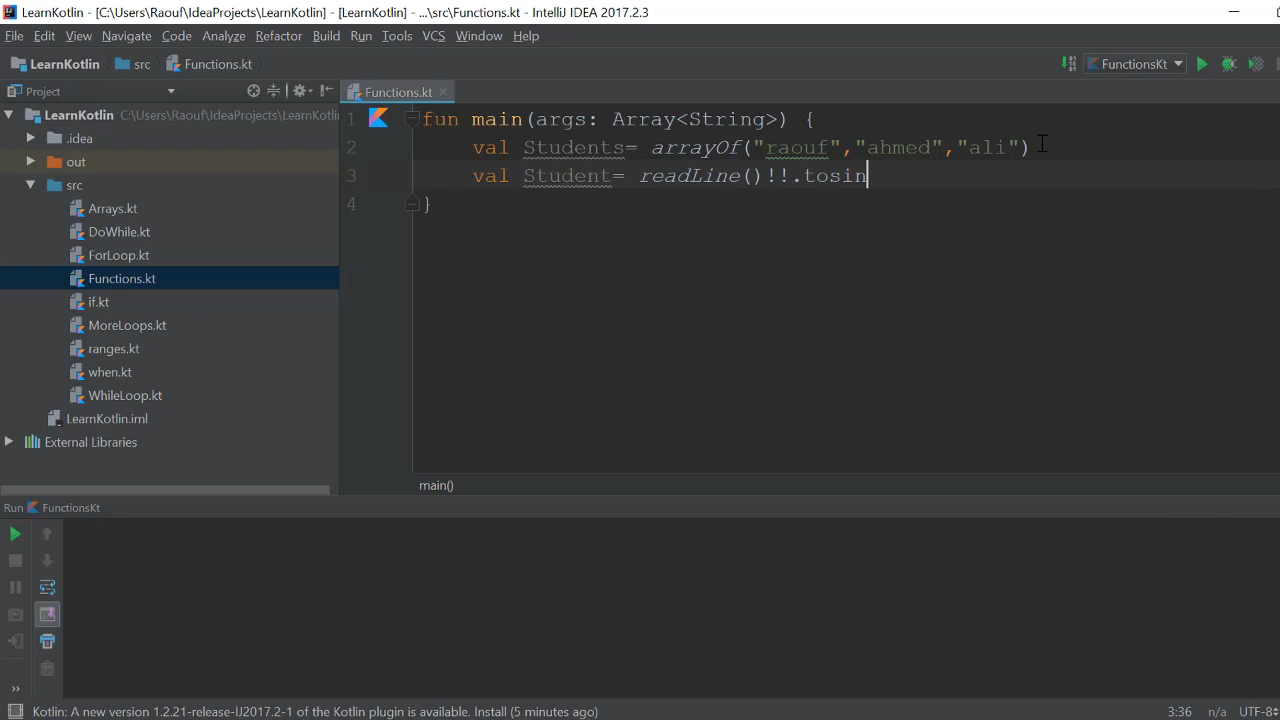 LearnKotlin - [C:\Users\Raouf\IdeaProjects\LearnKotlin] - [LearnKotlin] - ...\src\Functions.kt - IntelliJ IDEA 2017.2.3
File Edit View Navigate Code Analyze Refactor Build Run Tools VCS Window Help
LearnKotlin src Functions.kt FunctionsKt
Project
Functions.kt
LearnKotlin C:\Users\Raouf\IdeaProjects\LearnKotlin
.idea
out
src
Arrays.kt
DoWhile.kt
ForLoop.kt
Functions.kt
if.kt
MoreLoops.kt
ranges.kt
when.kt
WhileLoop.kt
LearnKotlin.iml
External Libraries
1 fun main(args: Array<String>) {
2 val Students= arrayOf("raouf","ahmed","ali")
3 val Student= readLine()!!.tosin
4 }
main()
Run FunctionsKt
Kotlin: A new version 1.2.21-release-IJ2017.2-1 of the Kotlin plugin is available. Install (5 minutes ago) 3:36 n/a UTF-8